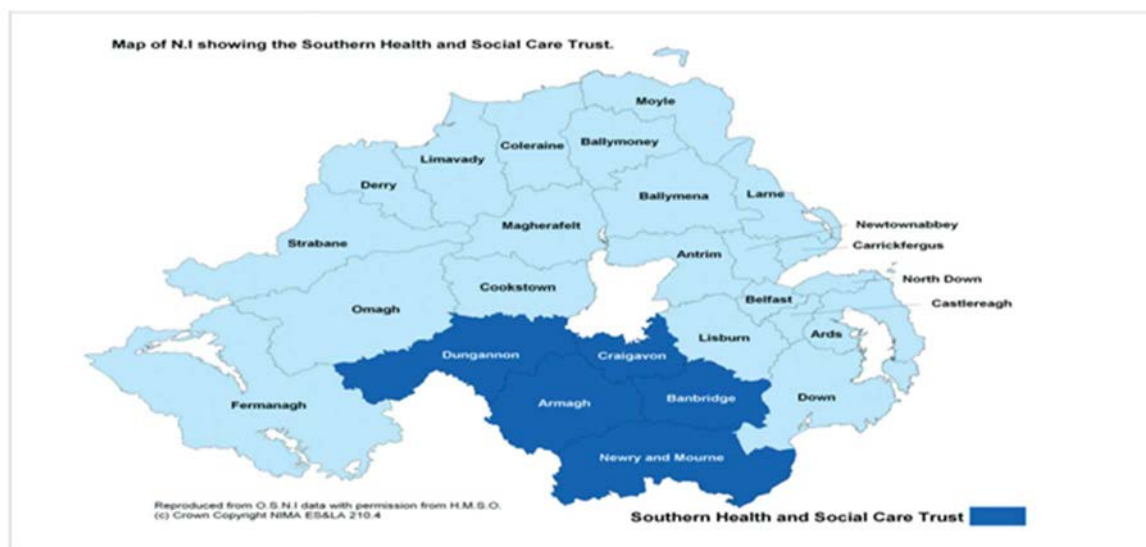 Map of N.I showing the Southern Health and Social Care Trust.
Moyle
Coleraine
Ballymoney
Limavady
Derry
Ballymena
Larne
Magherafelt
Newtownabbey
Strabane
Carrickfergus
Antrim
North Down
Cookstown
Belfast
Castlereagh
Omagh
Lisburn
Ards
Dungannon
Craigavon
Fermanagh
Armagh
Banbridge
Down
Newry and Mourne
Reproduced from O.S.N.I data with permission from H.M.S.O.
(c) Crown Copyright NIMA ES&LA 210.4
Southern Health and Social Care Trust